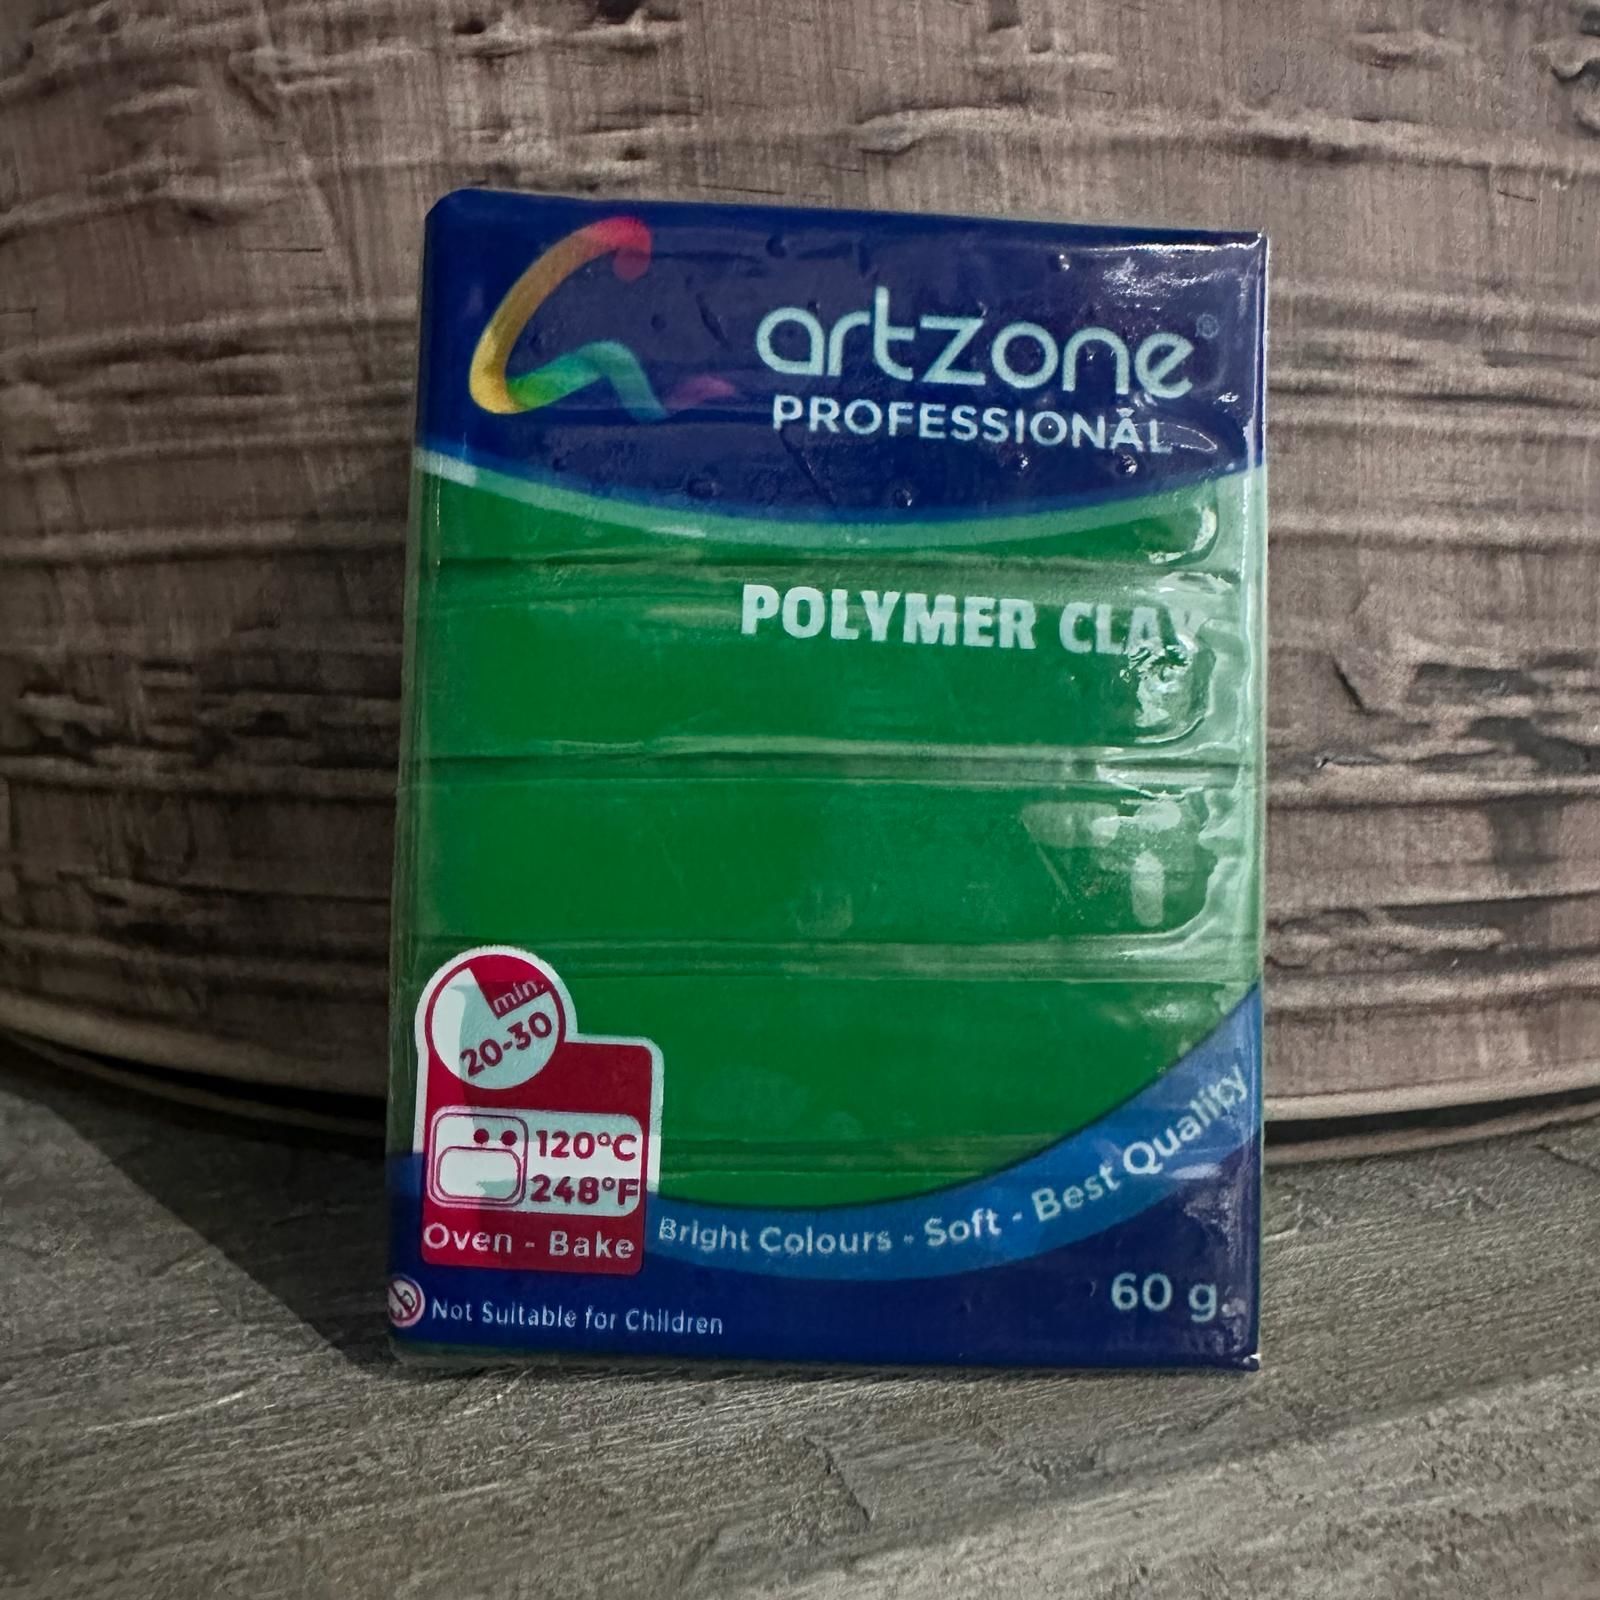 artzone®
PROFESSIONAL
POLYMER CLAY
min.
20-30
120°C
248°F
Oven - Bake
Bright Colours - Soft - Best Quality
60 g.
Not Suitable for Children